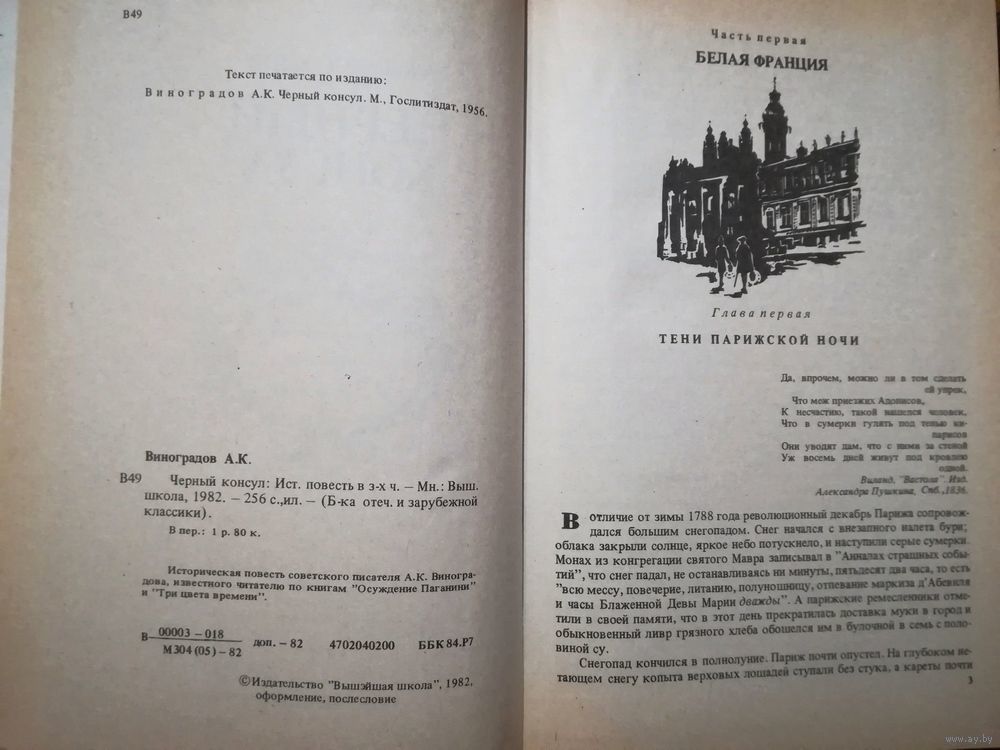 В49
Текст печатается по изданию:
Виноградов А.К. Черный консул. М., Гослитиздат, 1956.
Виноградов А.К.
В49 Черный консул: Ист. повесть в 3-х ч. – Мн.: Выш.
школа, 1982. – 256 с.,ил. – (Б-ка отеч. и зарубежной
классики).
В пер.: 1 р. 80 к.
Историческая повесть советского писателя А.К. Виногра-
дова, известного читателю по книгам "Осуждение Паганини"
и "Три цвета времени".
В 00003 – 018
М304 (05) – 82
доп. – 82 4702040200 ББК 84.Р7
© Издательство "Вышэйшая школа", 1982,
оформление, послесловие
Часть первая
БЕЛАЯ ФРАНЦИЯ
Глава первая
ТЕНИ ПАРИЖСКОЙ НОЧИ
Да, впрочем, можно ли в том сделать
ей упрек,
Что меж приезжих Адонисов,
К несчастию, такой нашелся человек,
Что в сумерки гулять под тенью ки-
парисов
Они уводят дам, что с ними за стеной
Уж восемь дней живут под кровлею
одной.
Виланд, "Вастола". Изд.
Александра Пушкина, Спб.,1836.
В отличие от зимы 1788 года революционный декабрь Парижа сопровож-
дался большим снегопадом. Снег начался с внезапного налета бури;
облака закрыли солнце, яркое небо потускнело, и наступили серые сумерки.
Монах из конгрегации святого Мавра записывал в "Анналах страшных собы-
тий", что снег падал, не останавливаясь ни минуты, пятьдесят два часа, то есть
"всю мессу, повечерие, литанию, полунощницу, отпевание маркиза д'Абевиля
и часы Блаженной Девы Марии дважды". А парижские ремесленники отме-
тили в своей памяти, что в этот день прекратилась доставка муки в город и
обыкновенный ливр грязного хлеба обошелся им в булочной в семь с поло-
виной су.
Снегопад кончился в полнолуние. Париж почти опустел. На глубоком не-
тающем снегу копыта верховых лошадей ступали без стука, а кареты почти
3
www.ay.by